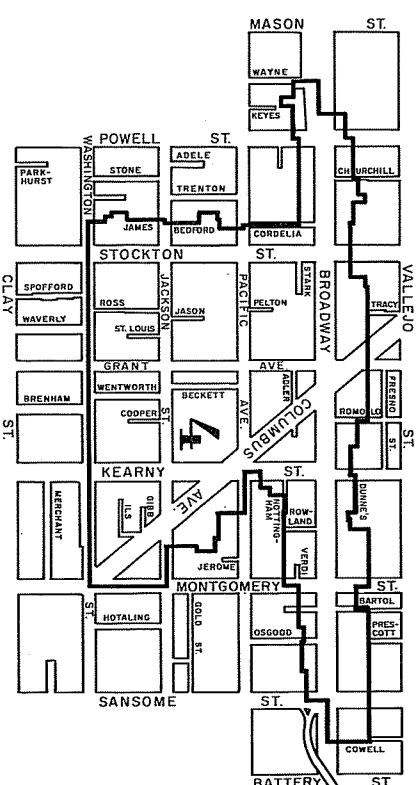 MASON ST.
WAYNE
KEYES
POWELL ST.
WASHINGTON
PARK-
HURST
STONE
ADELE
TRENTON
CHURCHILL
JAMES
BEDFORD
CORDELIA
STOCKTON ST.
CLAY
SPOFFORD
WAVERLY
ROSS
ST. LOUIS
JACKSON
JASON
PACIFIC
PELTON
STARK
BROADWAY
TRACY
VALLEJO
GRANT AVE.
BRENHAM
WENTWORTH
COOPER
ST.
BECKETT
AVE.
ADLER
COLUMBUS
ROMOLO
FRESNO
ST.
ST.
ST.
KEARNY ST.
MERCHANT
ILS
GIBB
AVE.
JEROME
NOTTING-
HAM
ROW-
LAND
VERDI
DUNNE'S
MONTGOMERY ST.
BARTOL
ST.
HOTALING
GOLD ST.
OSGOOD
PRES-
COTT
SANSOME ST.
COWELL
BATTERY ST.